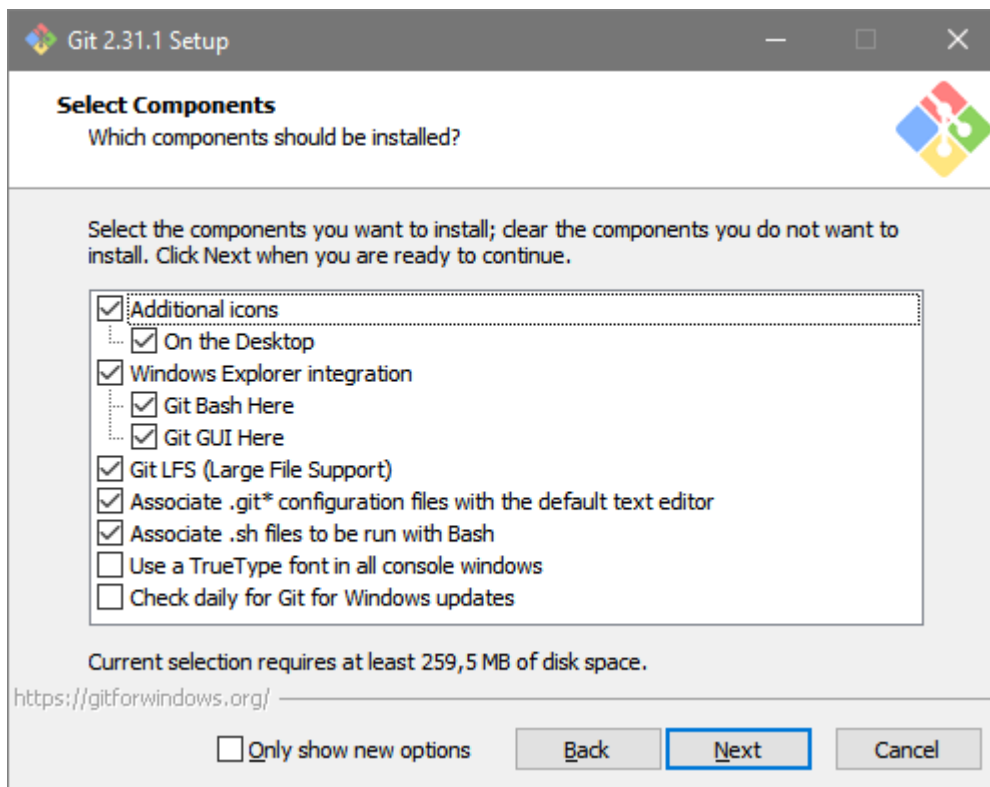 Git 2.31.1 Setup
Select Components
Which components should be installed?
Select the components you want to install; clear the components you do not want to
install. Click Next when you are ready to continue.
Additional icons
On the Desktop
Windows Explorer integration
Git Bash Here
Git GUI Here
Git LFS (Large File Support)
Associate .git* configuration files with the default text editor
Associate .sh files to be run with Bash
Use a TrueType font in all console windows
Check daily for Git for Windows updates
Current selection requires at least 259,5 MB of disk space.
https://gitforwindows.org/
Only show new options
Back
Next
Cancel